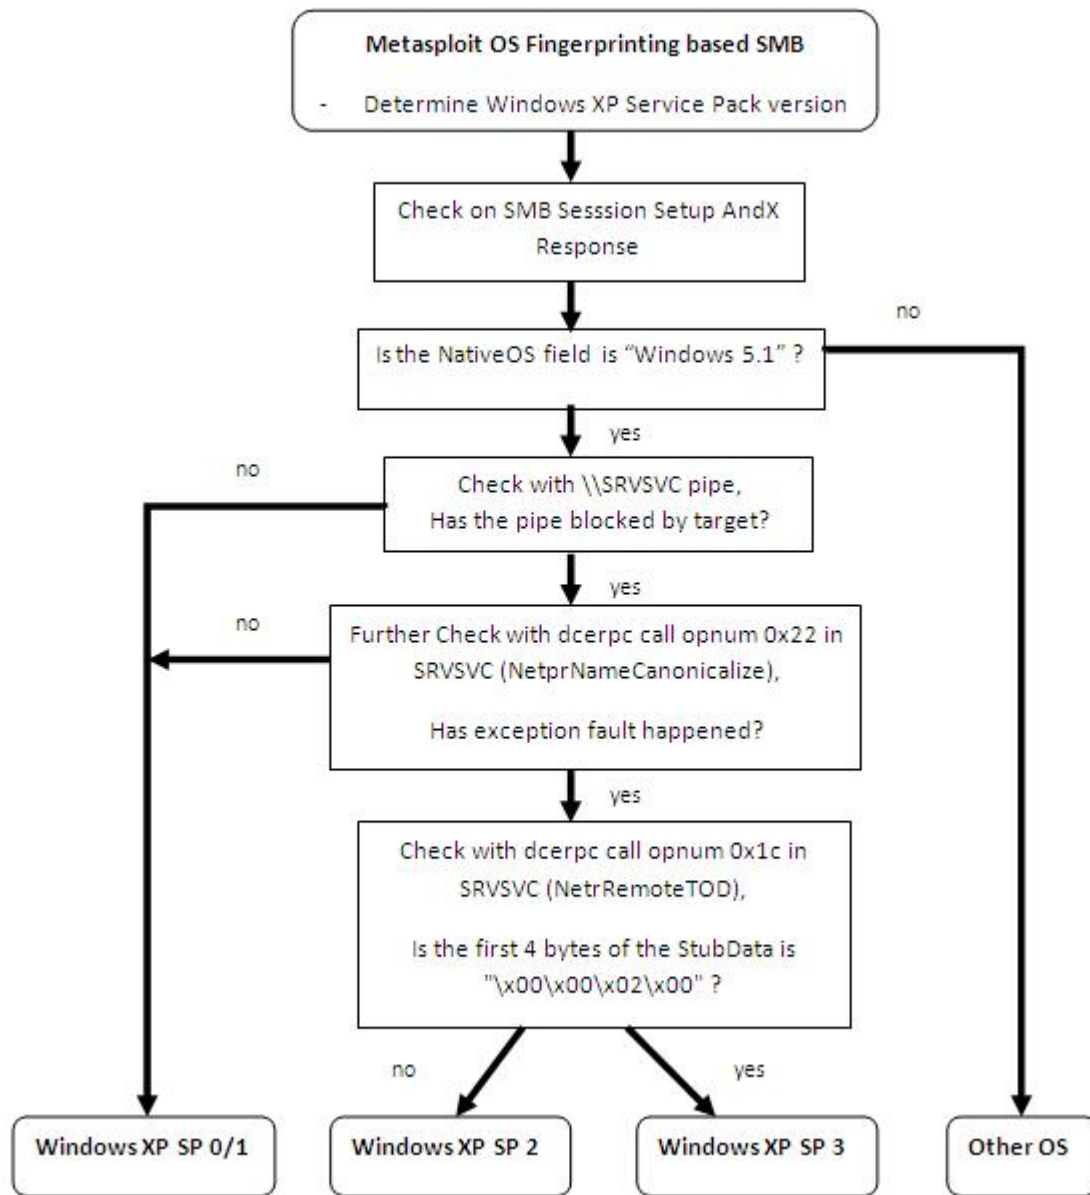 Metasploit OS Fingerprinting based SMB
- Determine Windows XP Service Pack version
Check on SMB Sesssion Setup AndX
Response
no
Is the NativeOS field is “Windows 5.1” ?
yes
no
Check with \\SRVSVC pipe,
Has the pipe blocked by target?
yes
no
Further Check with dcerpc call opnum 0x22 in
SRVSVC (NetprNameCanonicalize),
Has exception fault happened?
yes
Check with dcerpc call opnum 0x1c in
SRVSVC (NetrRemoteTOD),
Is the first 4 bytes of the StubData is
"\x00\x00\x02\x00" ?
no
yes
Windows XP SP 0/1
Windows XP SP 2
Windows XP SP 3
Other OS